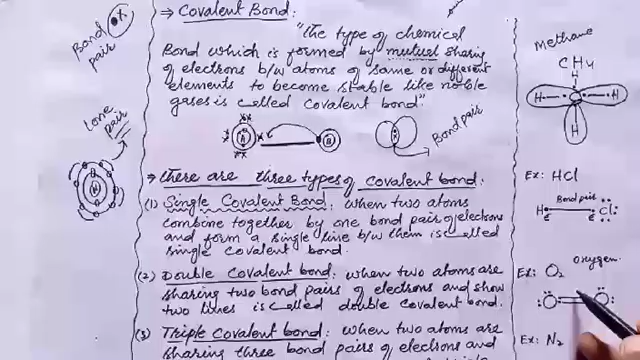 → Covalent Bond:
"The type of chemical
Bond which is formed by mutual sharing
of electrons b/w atoms of same or different
elements to become stable like noble
gases is called covalent bond"
Bond pair
→ There are three types of covalent bond:
(1) Single Covalent Bond: when two atoms
combine together by one bond pair of electrons
and form a single line b/w them is called
single covalent bond.
(2) Double Covalent bond: when two atoms are
sharing two bond pairs of electrons and show
two lines is called double covalent bond.
(3) Triple Covalent bond: when two atoms are
sharing three bond pairs of electrons and
Bond
pair
lone
pair
Methane
CH4
H
H H
H
Ex: HCl
Bond pair
H Cl
Ex: O2 oxygen
O=O
Ex: N2